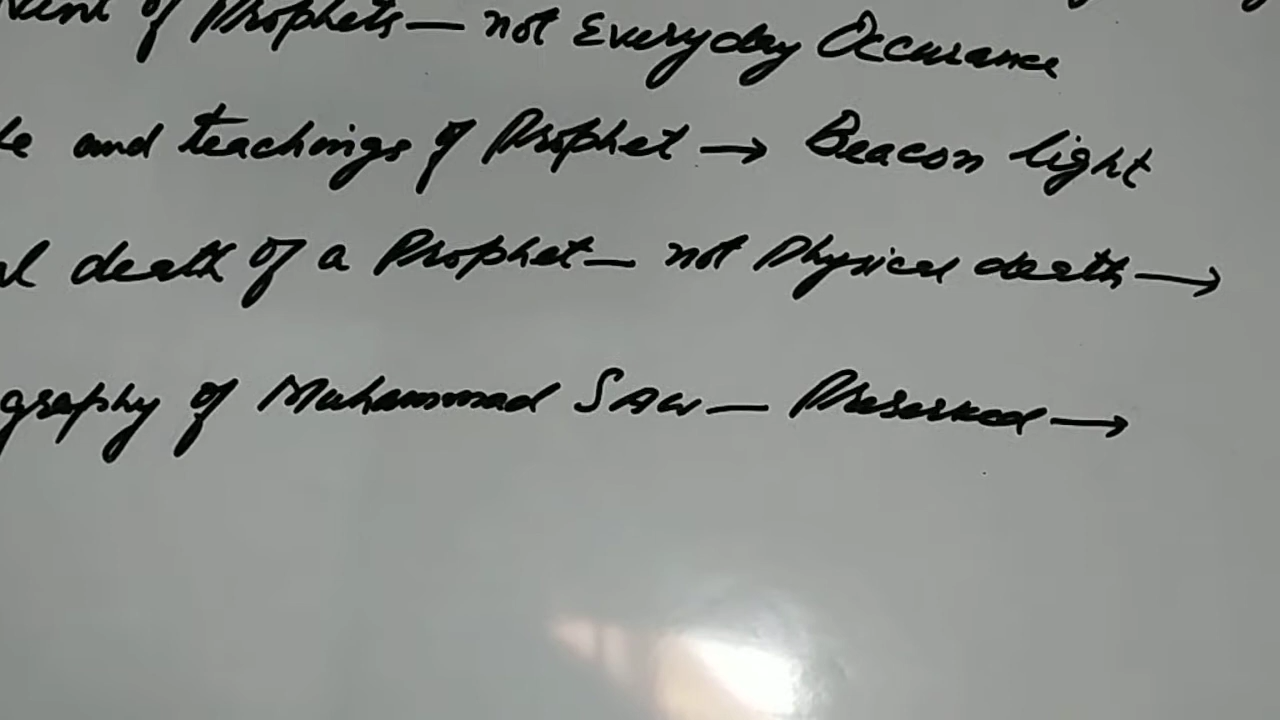 of Prophets — not Everyday Occurance
and teachings of Prophet → Beacon light
death of a Prophet — not Physical death →
graphy of Muhammad SAW — Preserved →